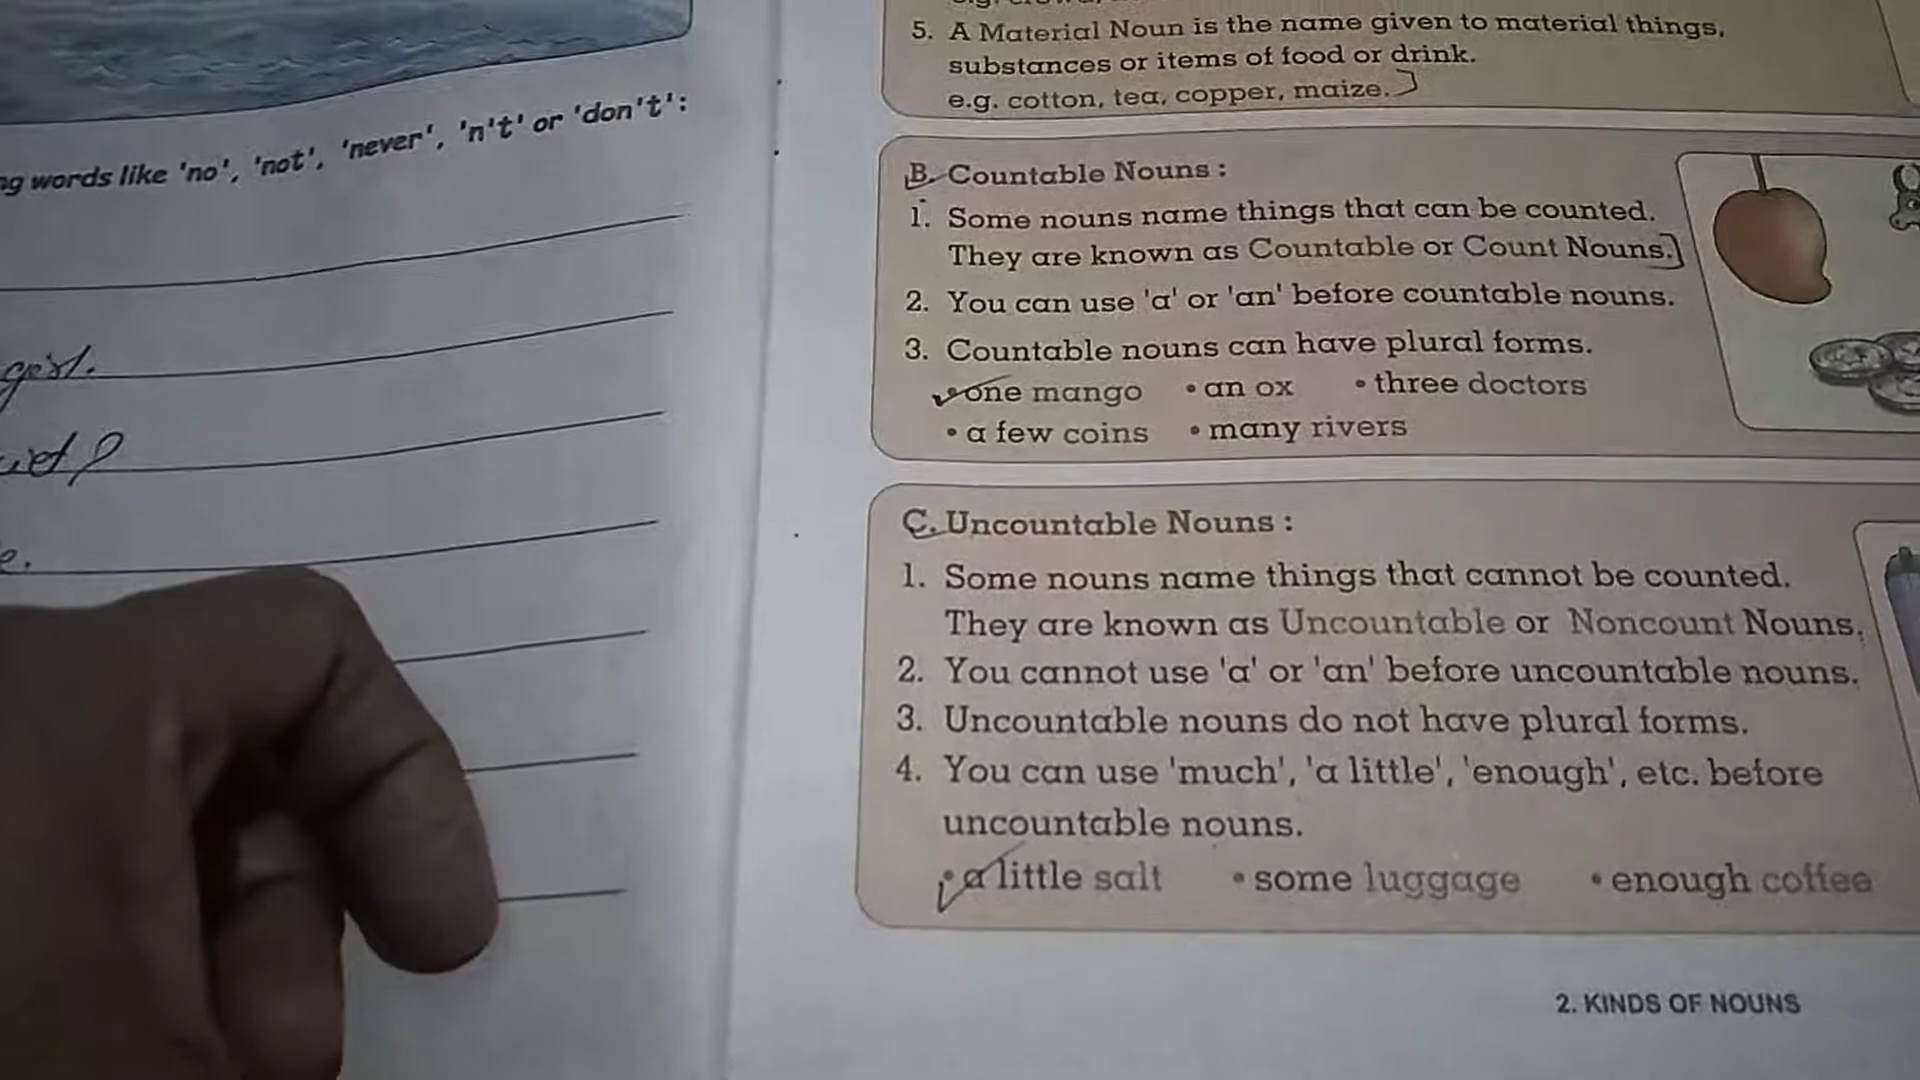 words like 'no', 'not', 'never', 'n't' or 'don't':
girl.
5. A Material Noun is the name given to material things,
substances or items of food or drink.
e.g. cotton, tea, copper, maize.
B. Countable Nouns :
1. Some nouns name things that can be counted.
They are known as Countable or Count Nouns.
2. You can use 'a' or 'an' before countable nouns.
3. Countable nouns can have plural forms.
• one mango • an ox • three doctors
• a few coins • many rivers
C. Uncountable Nouns :
1. Some nouns name things that cannot be counted.
They are known as Uncountable or Noncount Nouns.
2. You cannot use 'a' or 'an' before uncountable nouns.
3. Uncountable nouns do not have plural forms.
4. You can use 'much', 'a little', 'enough', etc. before
uncountable nouns.
• a little salt • some luggage • enough coffee
2. KINDS OF NOUNS